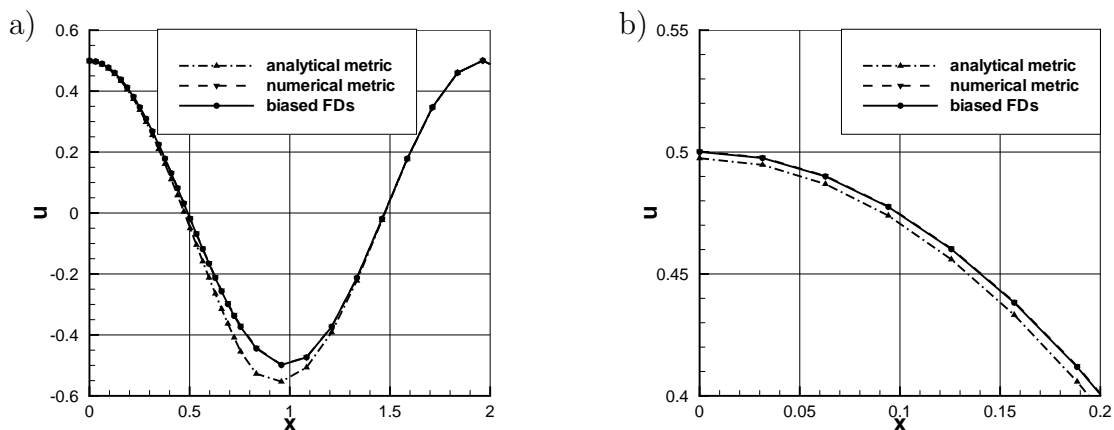 a)
u
0.6
0.4
0.2
0
-0.2
-0.4
-0.6
0
0.5
1
1.5
2
x
analytical metric
numerical metric
biased FDs
b)
u
0.55
0.5
0.45
0.4
0
0.05
0.1
0.15
0.2
x
analytical metric
numerical metric
biased FDs